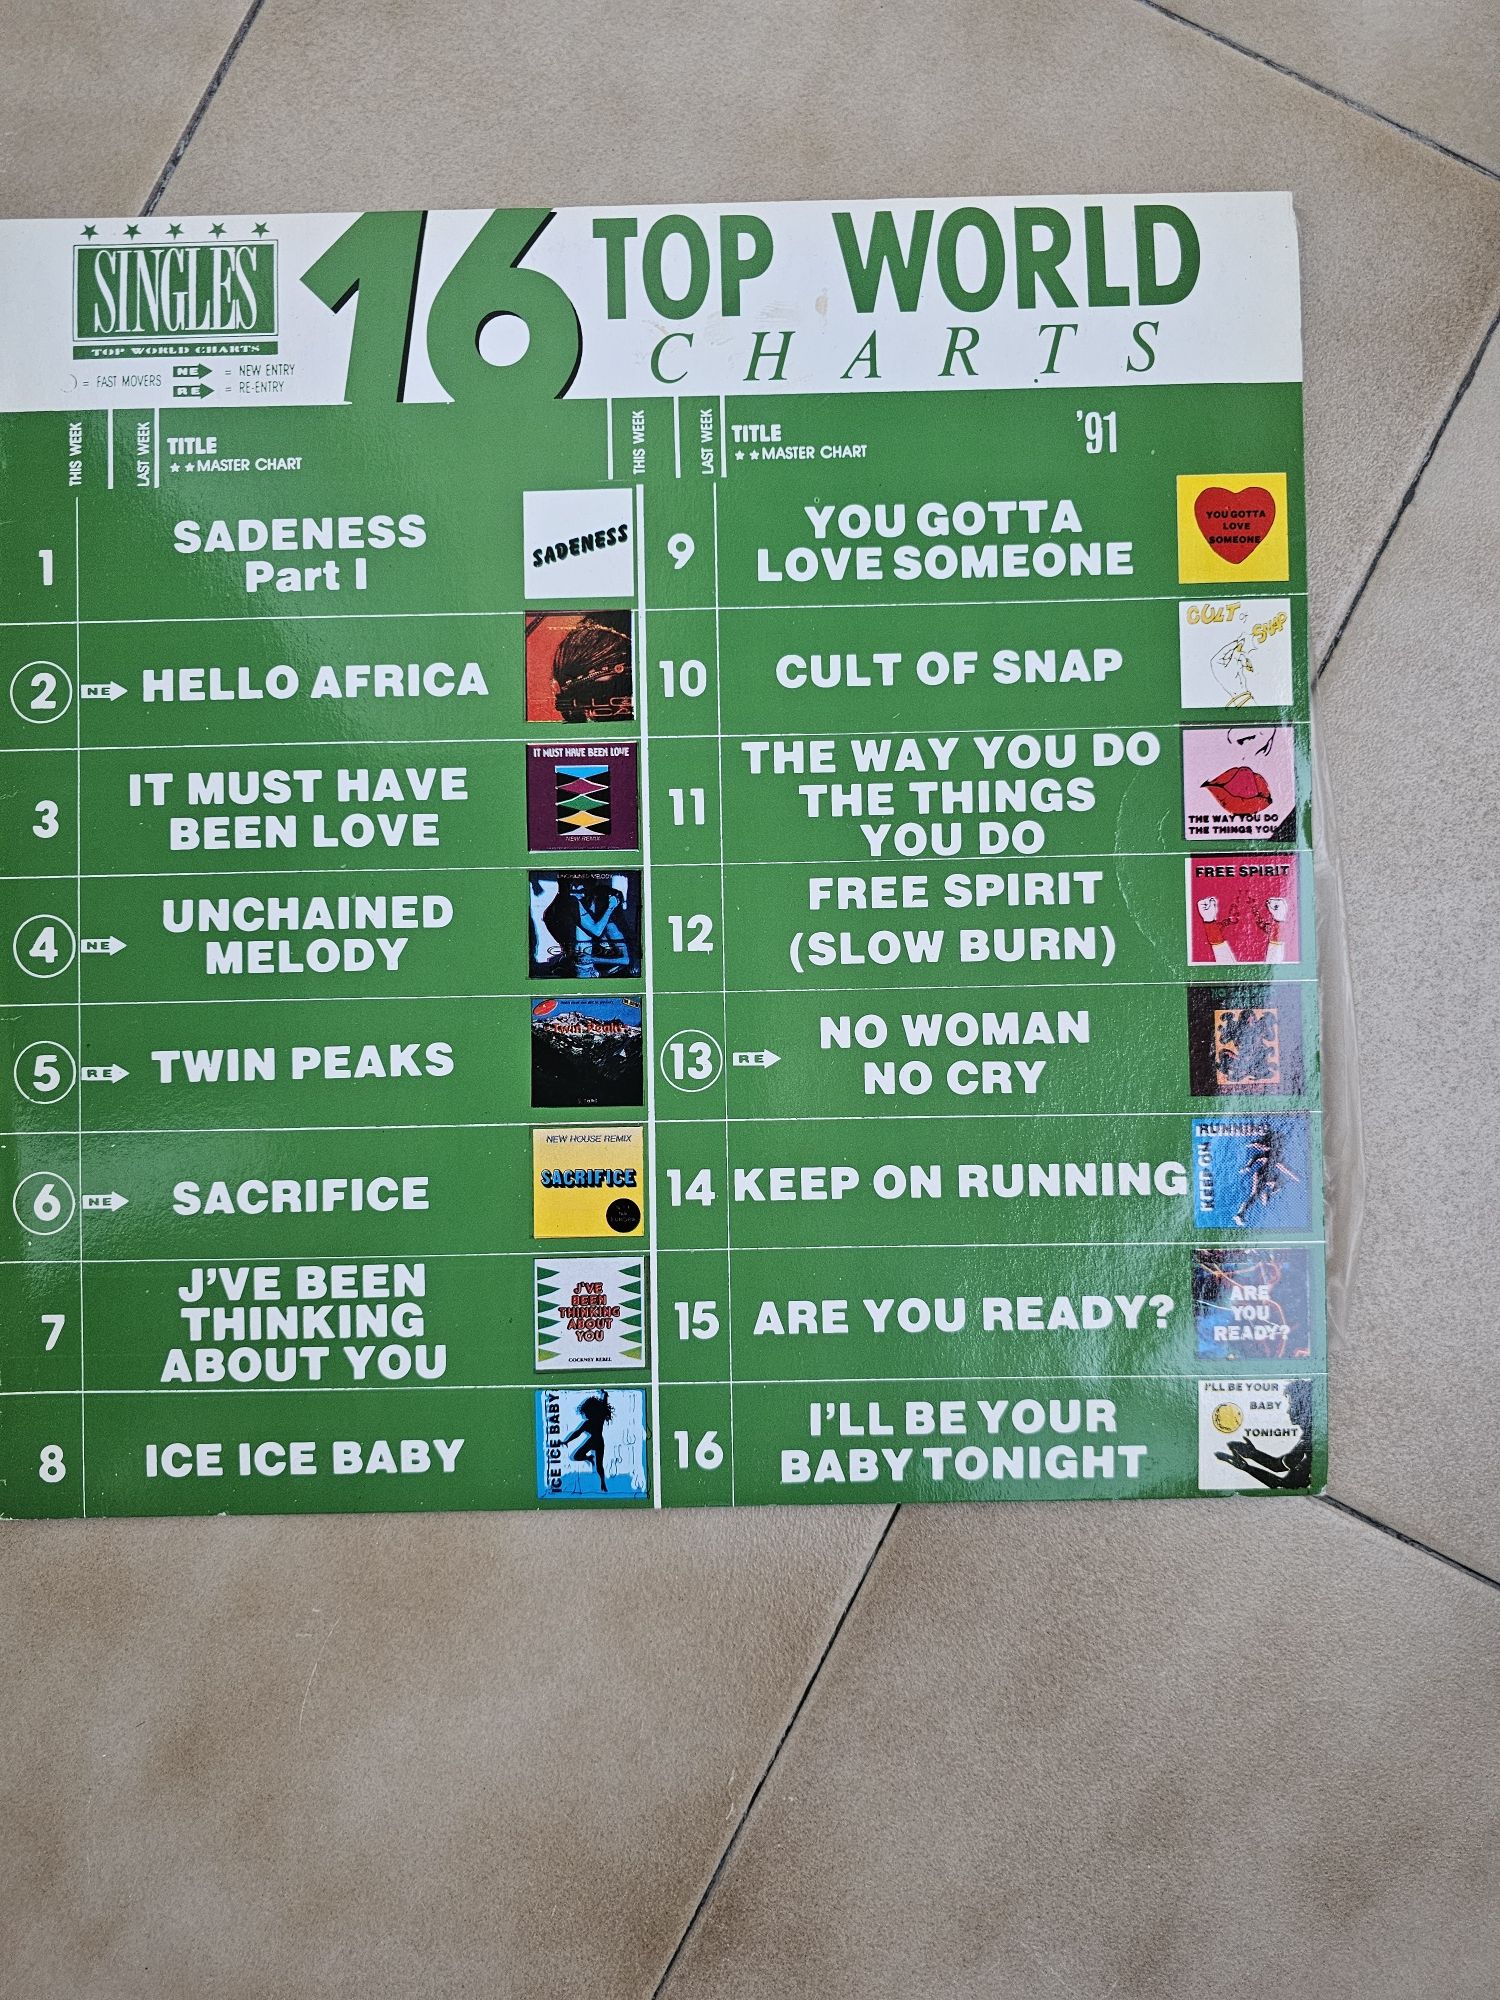 SINGLES
TOP WORLD CHARTS
) = FAST MOVERS
NE = NEW ENTRY
RE = RE-ENTRY
16 TOP WORLD
CHARTS
THIS WEEK
LAST WEEK
TITLE
★★MASTER CHART
THIS WEEK
LAST WEEK
TITLE
★★MASTER CHART
'91
1
SADENESS
Part I
SADENESS
2
NE
HELLO AFRICA
3
IT MUST HAVE
BEEN LOVE
IT MUST HAVE BEEN LOVE
NEW REMIX
4
NE
UNCHAINED
MELODY
UNCHAINED MELODY
5
RE
TWIN PEAKS
Twin Peaks
6
NE
SACRIFICE
NEW HOUSE REMIX
SACRIFICE
7
J'VE BEEN
THINKING
ABOUT YOU
J'VE
BEEN
THINKING
ABOUT
YOU
COCKNEY REBEL
8
ICE ICE BABY
ICE ICE BABY
9
YOU GOTTA
LOVE SOMEONE
YOU GOTTA
LOVE
SOMEONE
10
CULT OF SNAP
CULT OF
SNAP
11
THE WAY YOU DO
THE THINGS
YOU DO
THE WAY YOU DO
THE THINGS YOU
12
FREE SPIRIT
(SLOW BURN)
FREE SPIRIT
13
RE
NO WOMAN
NO CRY
14
KEEP ON RUNNING
RUNNING
KEEP ON
15
ARE YOU READY?
ARE
YOU
READY?
16
I'LL BE YOUR
BABY TONIGHT
I'LL BE YOUR
BABY
TONIGHT